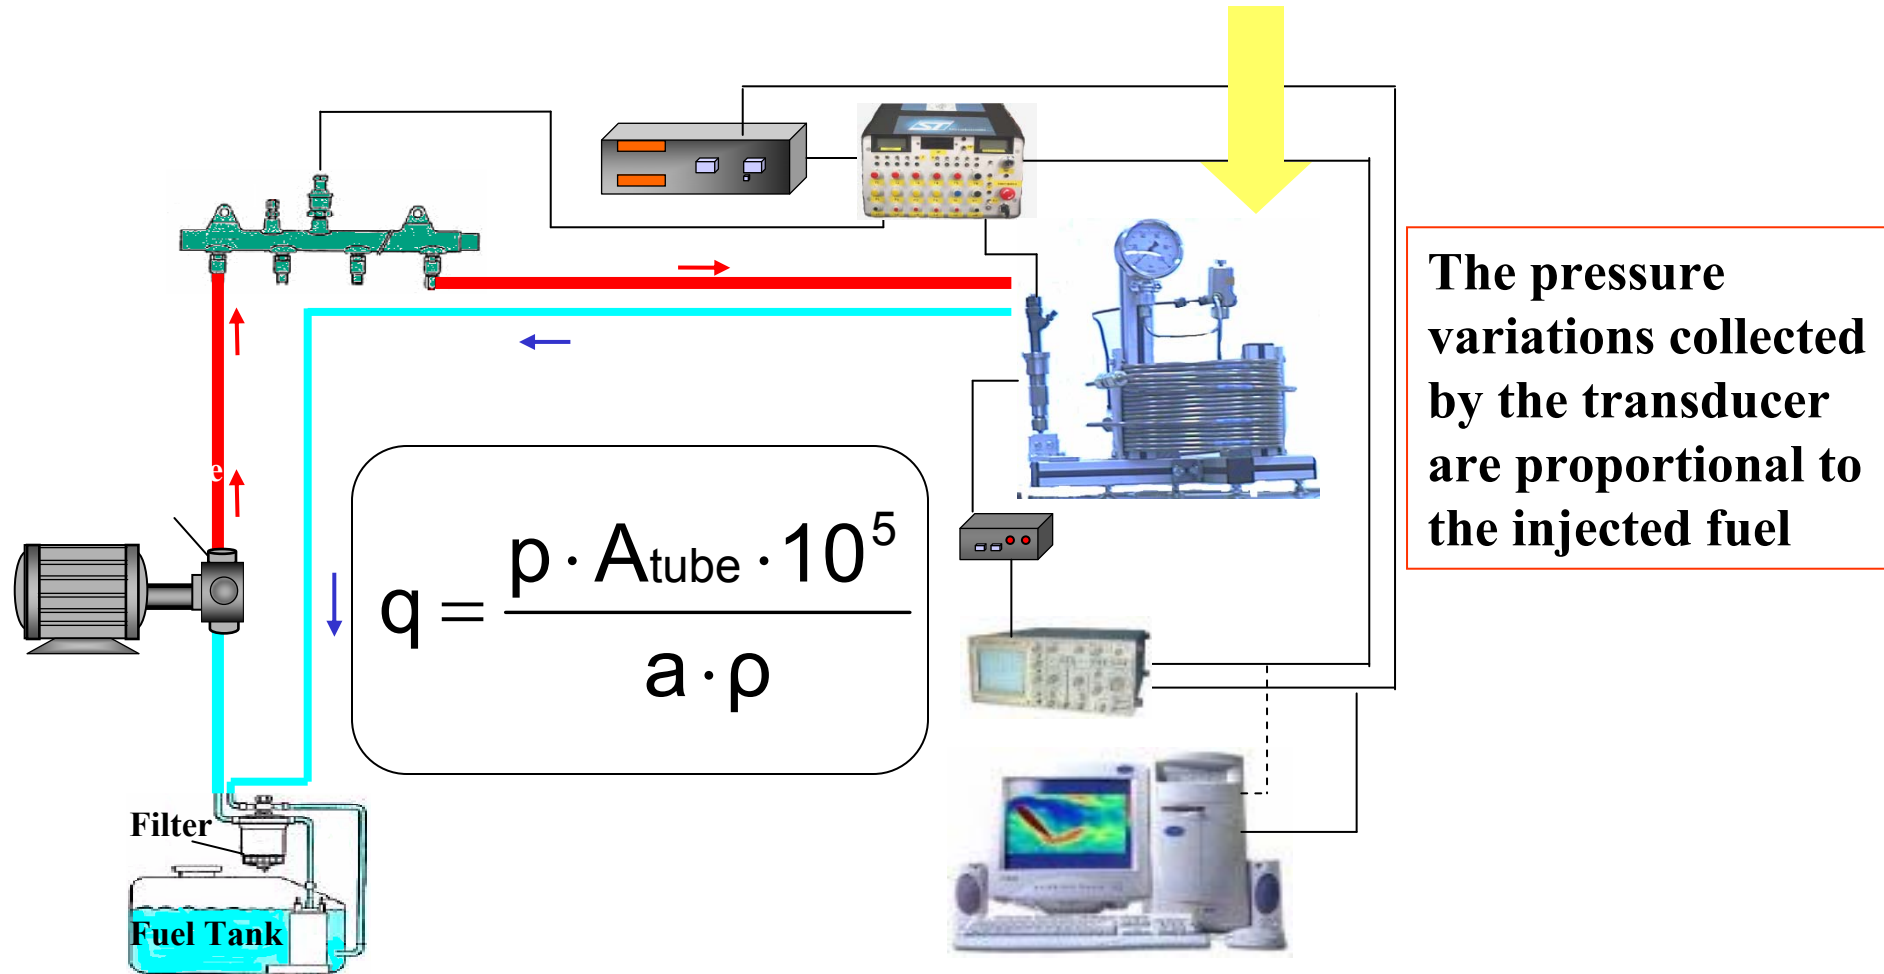 The pressure
variations collected
by the transducer
are proportional to
the injected fuel
e
q = p · Atube · 10^5 / a · ρ
Filter
Fuel Tank